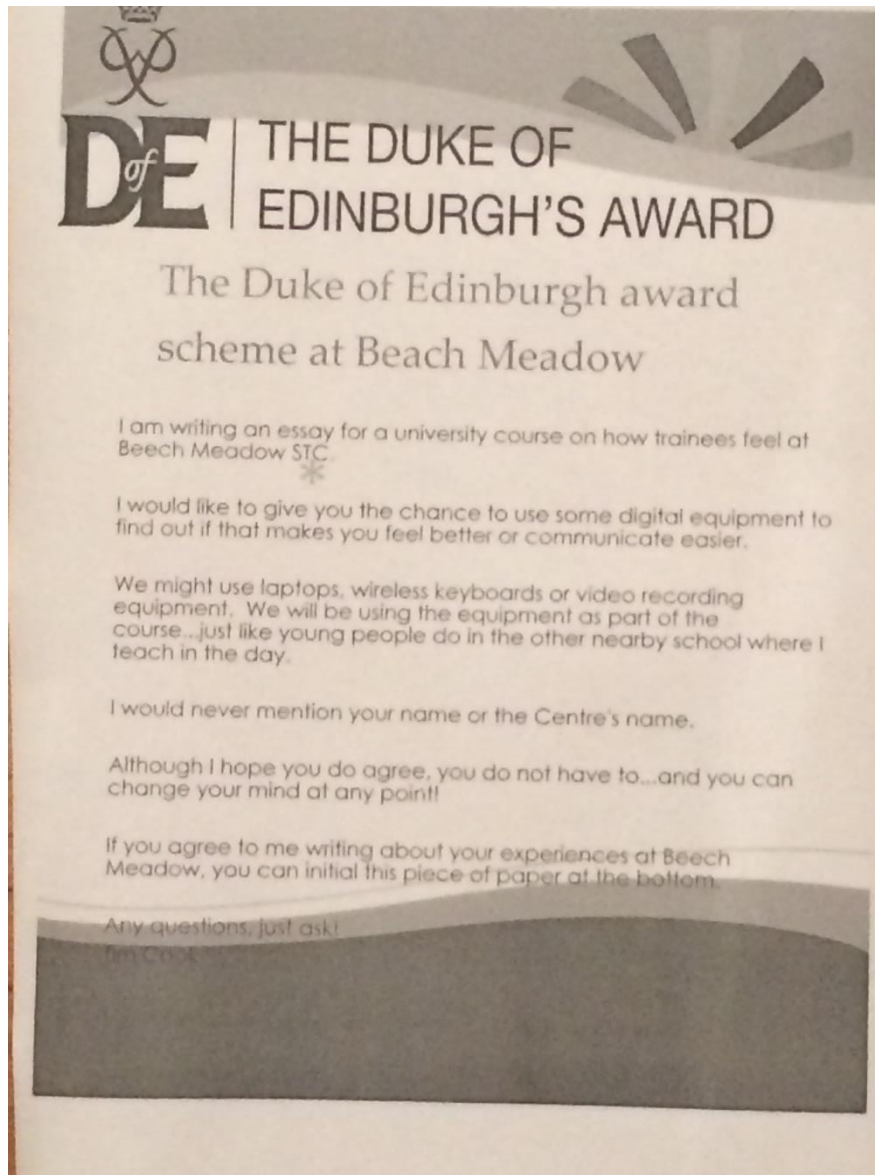 DofE
THE DUKE OF
EDINBURGH'S AWARD
The Duke of Edinburgh award
scheme at Beach Meadow
I am writing an essay for a university course on how trainees feel at
Beech Meadow STC.
*
I would like to give you the chance to use some digital equipment to
find out if that makes you feel better or communicate easier.
We might use laptops, wireless keyboards or video recording
equipment. We will be using the equipment as part of the
course...just like young people do in the other nearby school where I
teach in the day.
I would never mention your name or the Centre's name.
Although I hope you do agree, you do not have to...and you can
change your mind at any point!
If you agree to me writing about your experiences at Beech
Meadow, you can initial this piece of paper at the bottom.
Any questions, just ask!